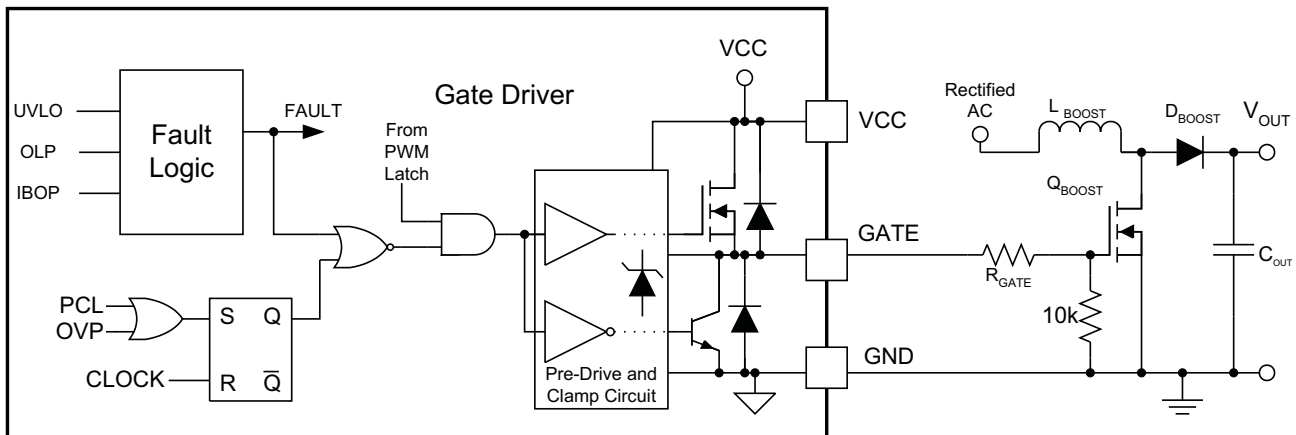 Gate Driver
UVLO
OLP
IBOP
Fault
Logic
FAULT
From
PWM
Latch
PCL
OVP
CLOCK
S Q
R Q̅
Pre-Drive and
Clamp Circuit
VCC
VCC
GATE
GND
Rectified
AC
L BOOST
D BOOST
V OUT
Q BOOST
R GATE
10k
C OUT